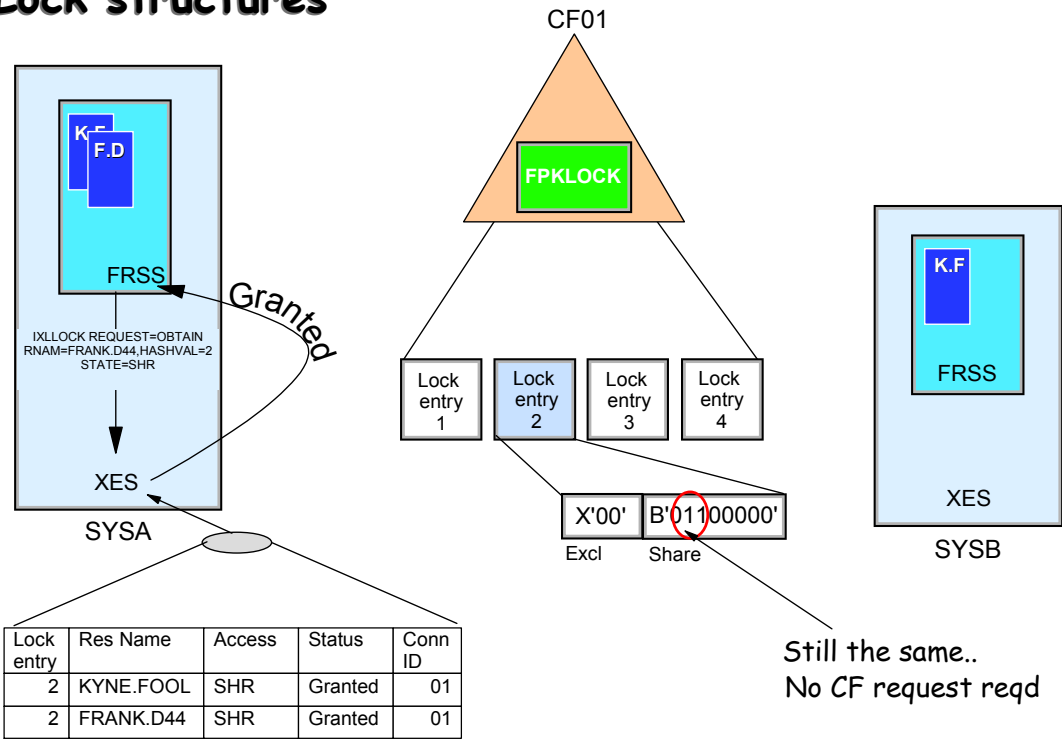 Lock structures
CF01
K.F
F.D
FRSS
IXLLOCK REQUEST=OBTAIN
RNAM=FRANK.D44,HASHVAL=2
STATE=SHR
Granted
XES
SYSA
FPKLOCK
Lock entry 1
Lock entry 2
Lock entry 3
Lock entry 4
X'00' B'01100000'
Excl Share
K.F
FRSS
XES
SYSB
Still the same..
No CF request reqd
Lock entry Res Name Access Status Conn ID
2 KYNE.FOOL SHR Granted 01
2 FRANK.D44 SHR Granted 01